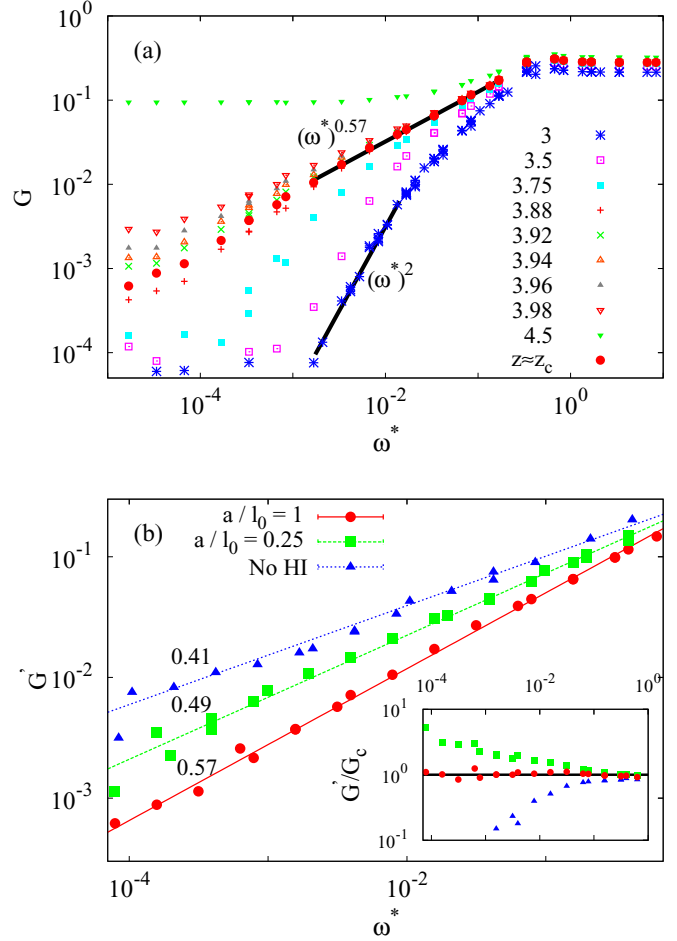 (a)
G
10^0
10^-1
10^-2
10^-3
10^-4
(ω*)^0.57
(ω*)^2
3
3.5
3.75
3.88
3.92
3.94
3.96
3.98
4.5
z≈z_c
10^-4
10^-2
10^0
ω*
(b)
a / l_0 = 1
a / l_0 = 0.25
No HI
G'
10^-1
10^-2
10^-3
0.41
0.49
0.57
10^-4
10^-2
ω*
10^-4
10^-2
10^0
G'/G_c
10^1
10^0
10^-1